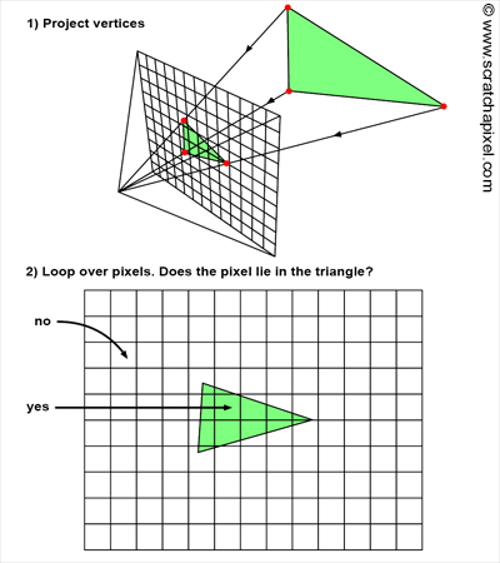 1) Project vertices
© www.scratchapixel.com
2) Loop over pixels. Does the pixel lie in the triangle?
no
yes